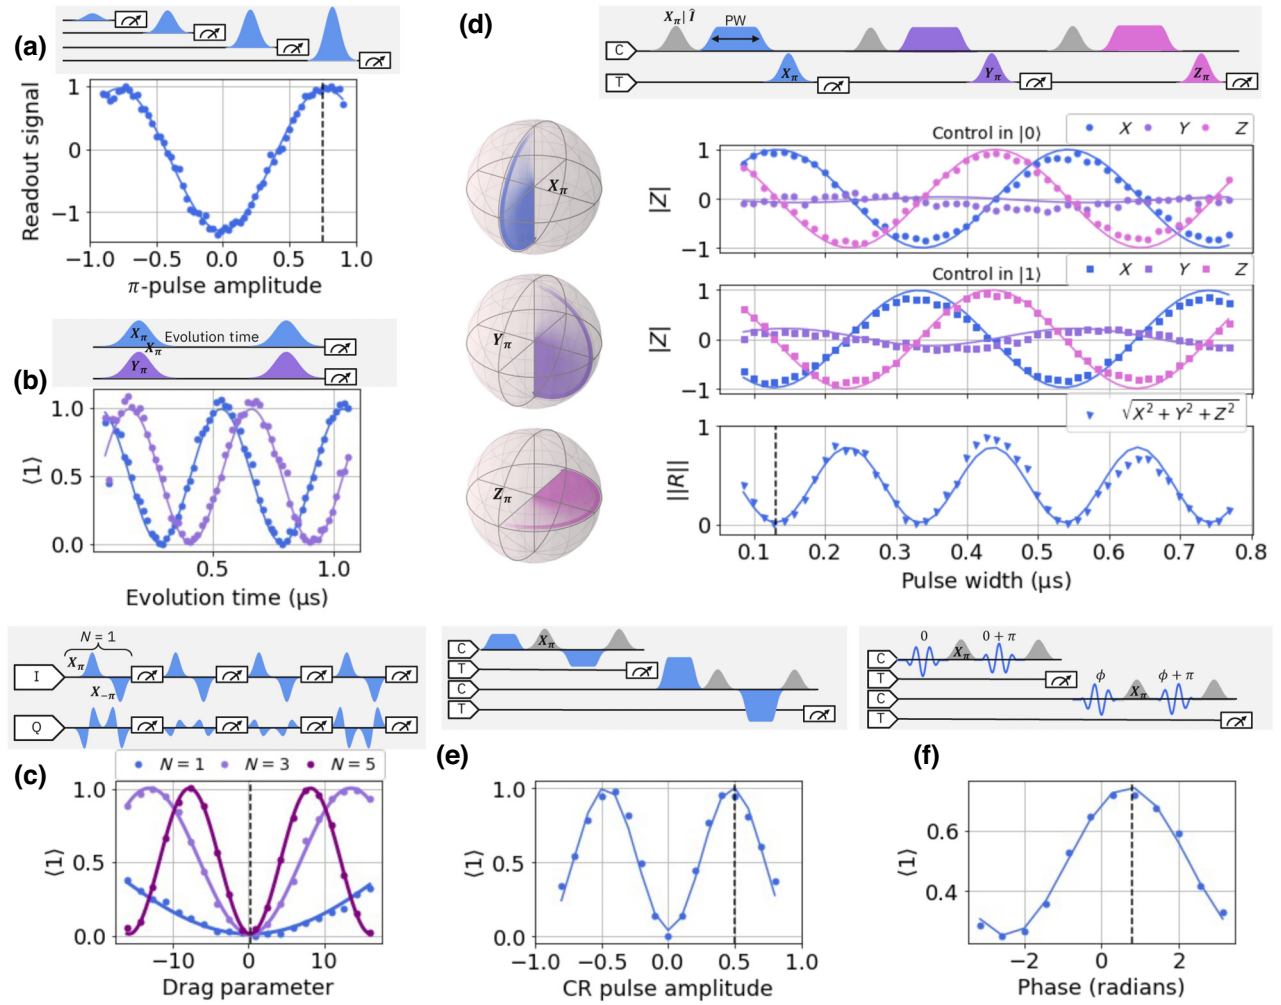 (a)
Readout signal
1
0
−1
−1.0 −0.5 0.0 0.5 1.0
π-pulse amplitude
Xπ Evolution time
Xπ
Yπ
(b)
⟨1⟩
1.0
0.5
0.0
0.5 1.0
Evolution time (μs)
N = 1
I Xπ
X−π
Q
(c)
N = 1 N = 3 N = 5
⟨1⟩
1.0
0.5
0.0
−10 0 10
Drag parameter
(d)
Xπ|Î PW
C
T Xπ Yπ Zπ
Xπ
Yπ
Zπ
Control in |0⟩ X Y Z
|Z|
1
0
−1
Control in |1⟩ X Y Z
|Z|
1
0
−1
√X² + Y² + Z²
||R||
1
0
0.1 0.2 0.3 0.4 0.5 0.6 0.7 0.8
Pulse width (μs)
C Xπ
T
C
T
(e)
⟨1⟩
1.0
0.5
0.0
−1.0 −0.5 0.0 0.5 1.0
CR pulse amplitude
0 0 + π
C Xπ
T ϕ ϕ + π
C Xπ
T
(f)
⟨1⟩
0.6
0.4
−2 0 2
Phase (radians)